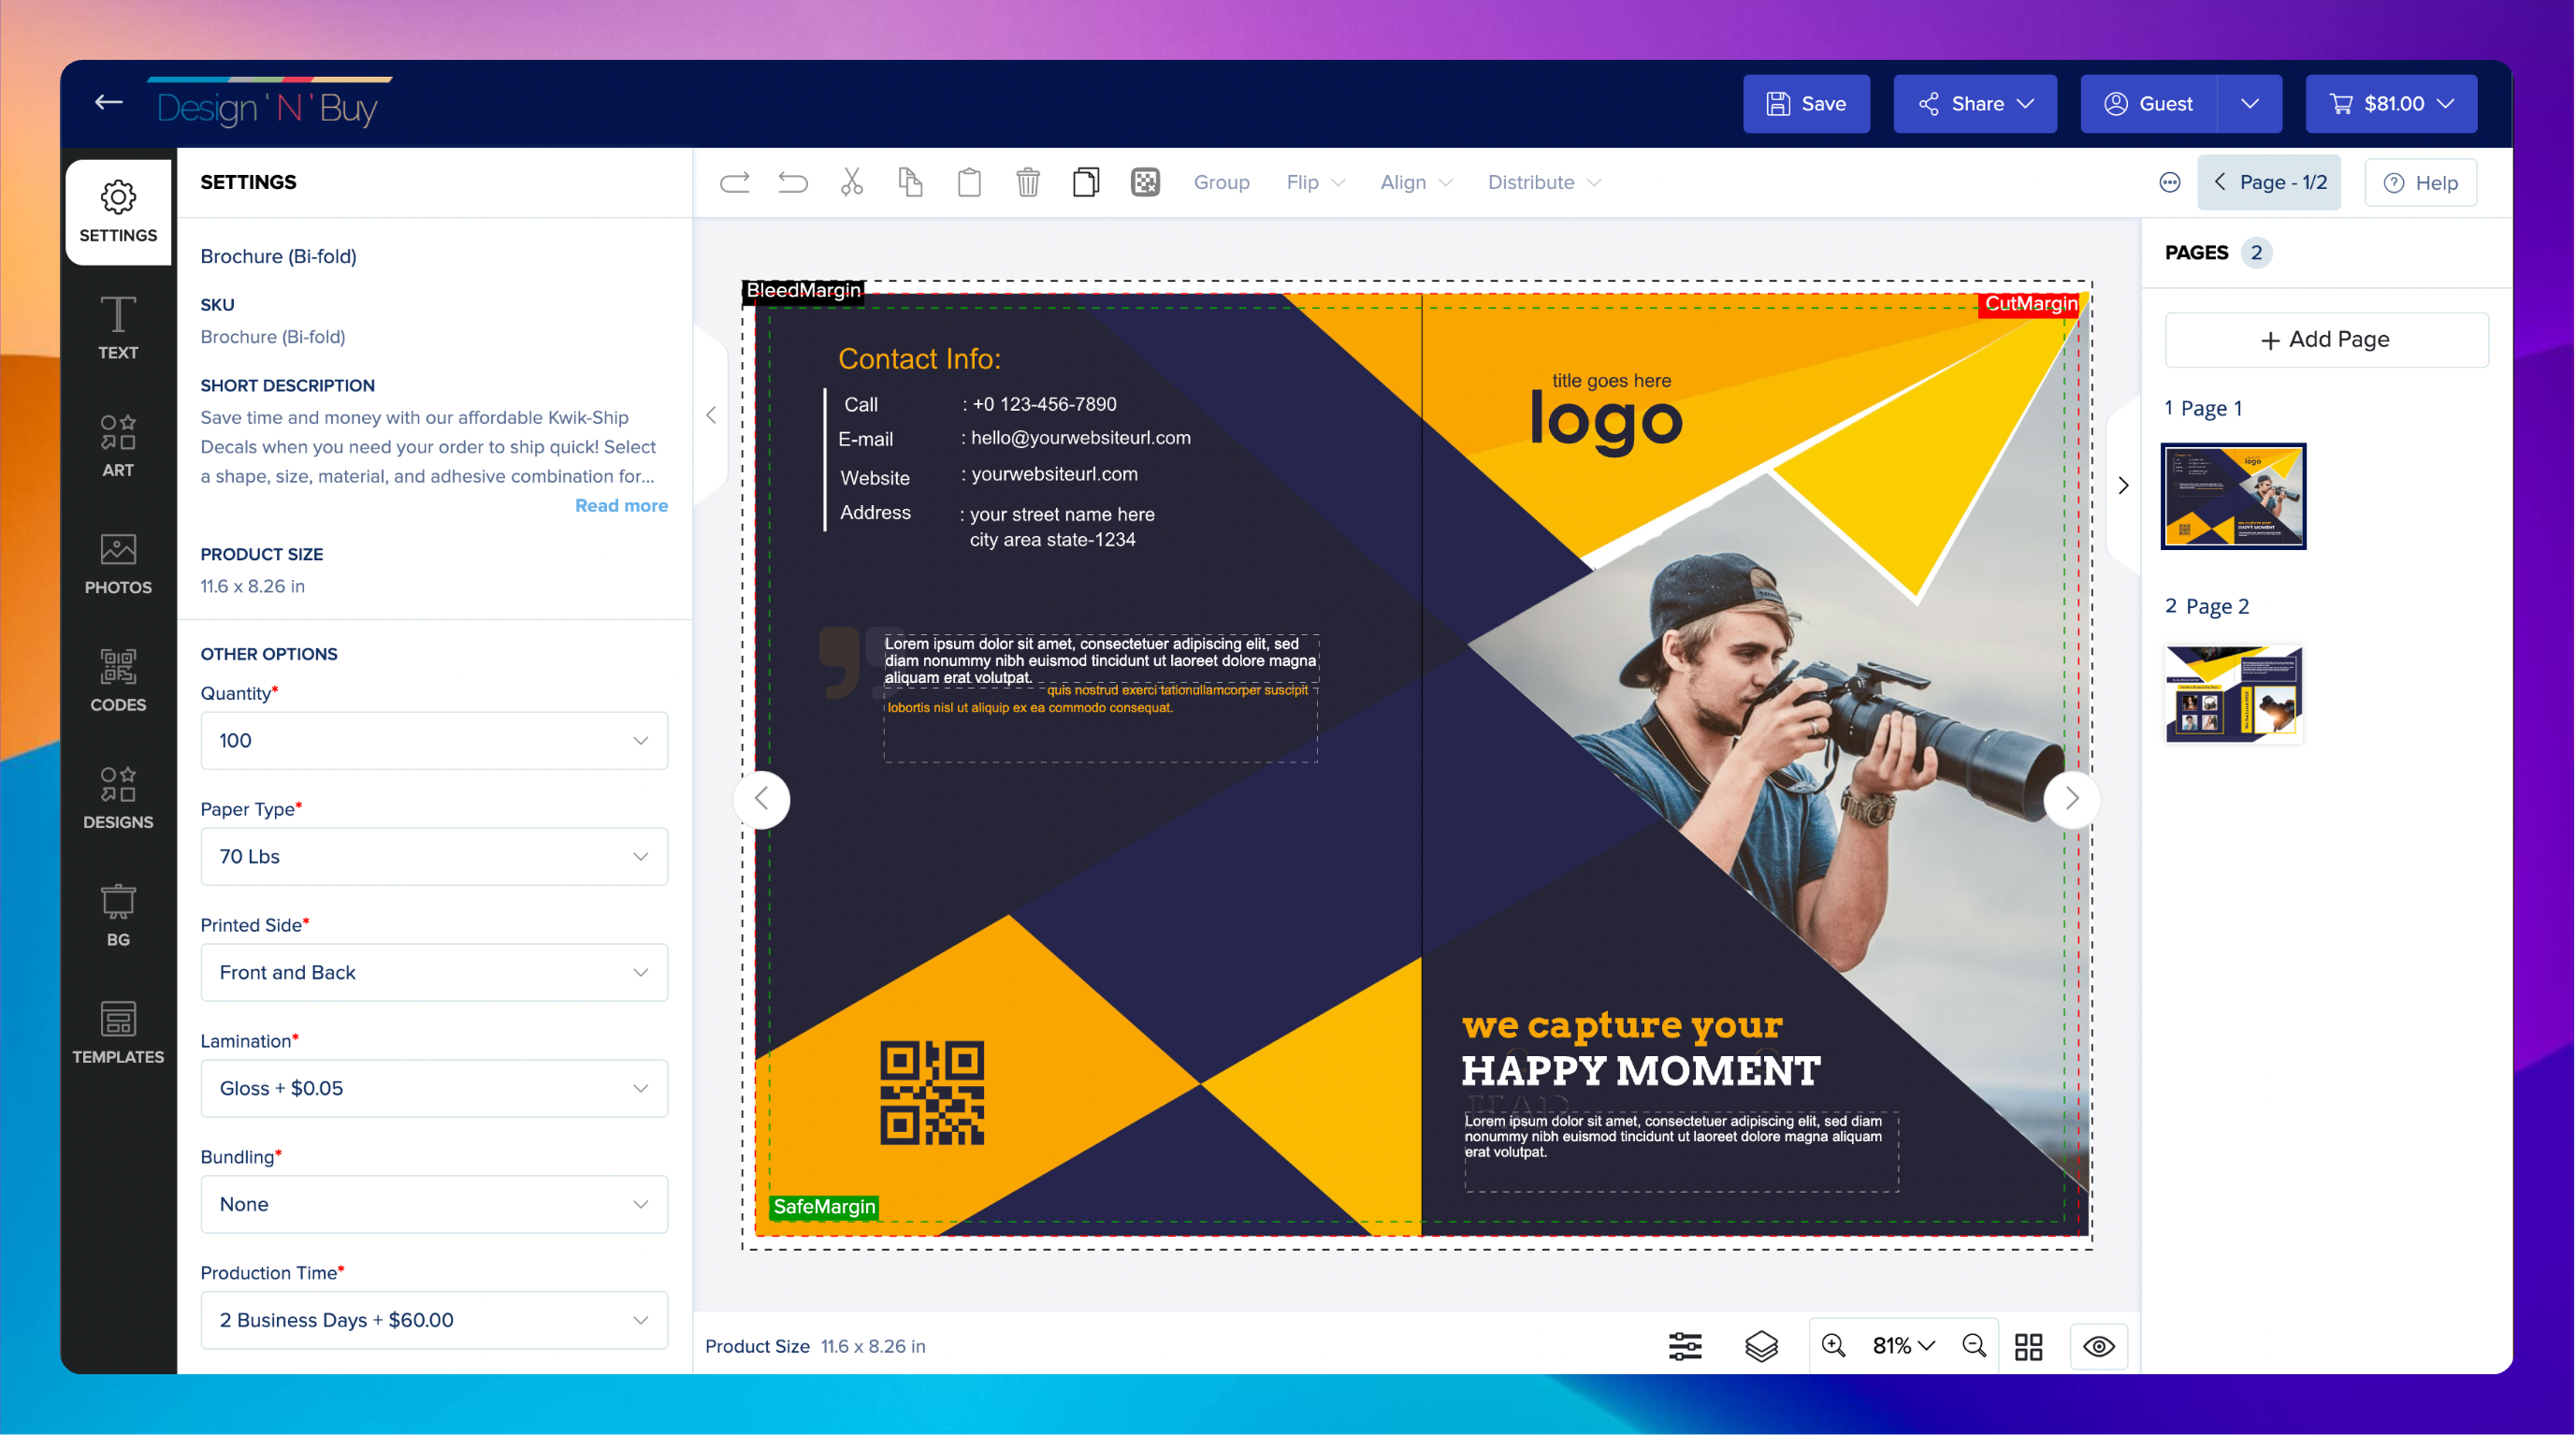 Design'N'Buy
Save
Share
Guest
$81.00
SETTINGS
TEXT
ART
PHOTOS
CODES
DESIGNS
BG
TEMPLATES
SETTINGS
Brochure (Bi-fold)
SKU
Brochure (Bi-fold)
SHORT DESCRIPTION
Save time and money with our affordable Kwik-Ship
Decals when you need your order to ship quick! Select
a shape, size, material, and adhesive combination for...
Read more
PRODUCT SIZE
11.6 x 8.26 in
OTHER OPTIONS
Quantity*
100
Paper Type*
70 Lbs
Printed Side*
Front and Back
Lamination*
Gloss + $0.05
Bundling*
None
Production Time*
2 Business Days + $60.00
Group
Flip
Align
Distribute
Page - 1/2
Help
BleedMargin
CutMargin
Contact Info:
Call : +0 123-456-7890
E-mail : hello@yourwebsiteurl.com
Website : yourwebsiteurl.com
Address : your street name here
city area state-1234
Lorem ipsum dolor sit amet, consectetuer adipiscing elit, sed
diam nonummy nibh euismod tincidunt ut laoreet dolore magna
aliquam erat volutpat.
quis nostrud exerci tationullamcorper suscipit
lobortis nisl ut aliquip ex ea commodo consequat.
title goes here
logo
we capture your
HAPPY MOMENT
Lorem ipsum dolor sit amet, consectetuer adipiscing elit, sed diam
nonummy nibh euismod tincidunt ut laoreet dolore magna aliquam
erat volutpat.
SafeMargin
Product Size 11.6 x 8.26 in
81%
PAGES 2
+ Add Page
1 Page 1
logo
HAPPY MOMENT
2 Page 2